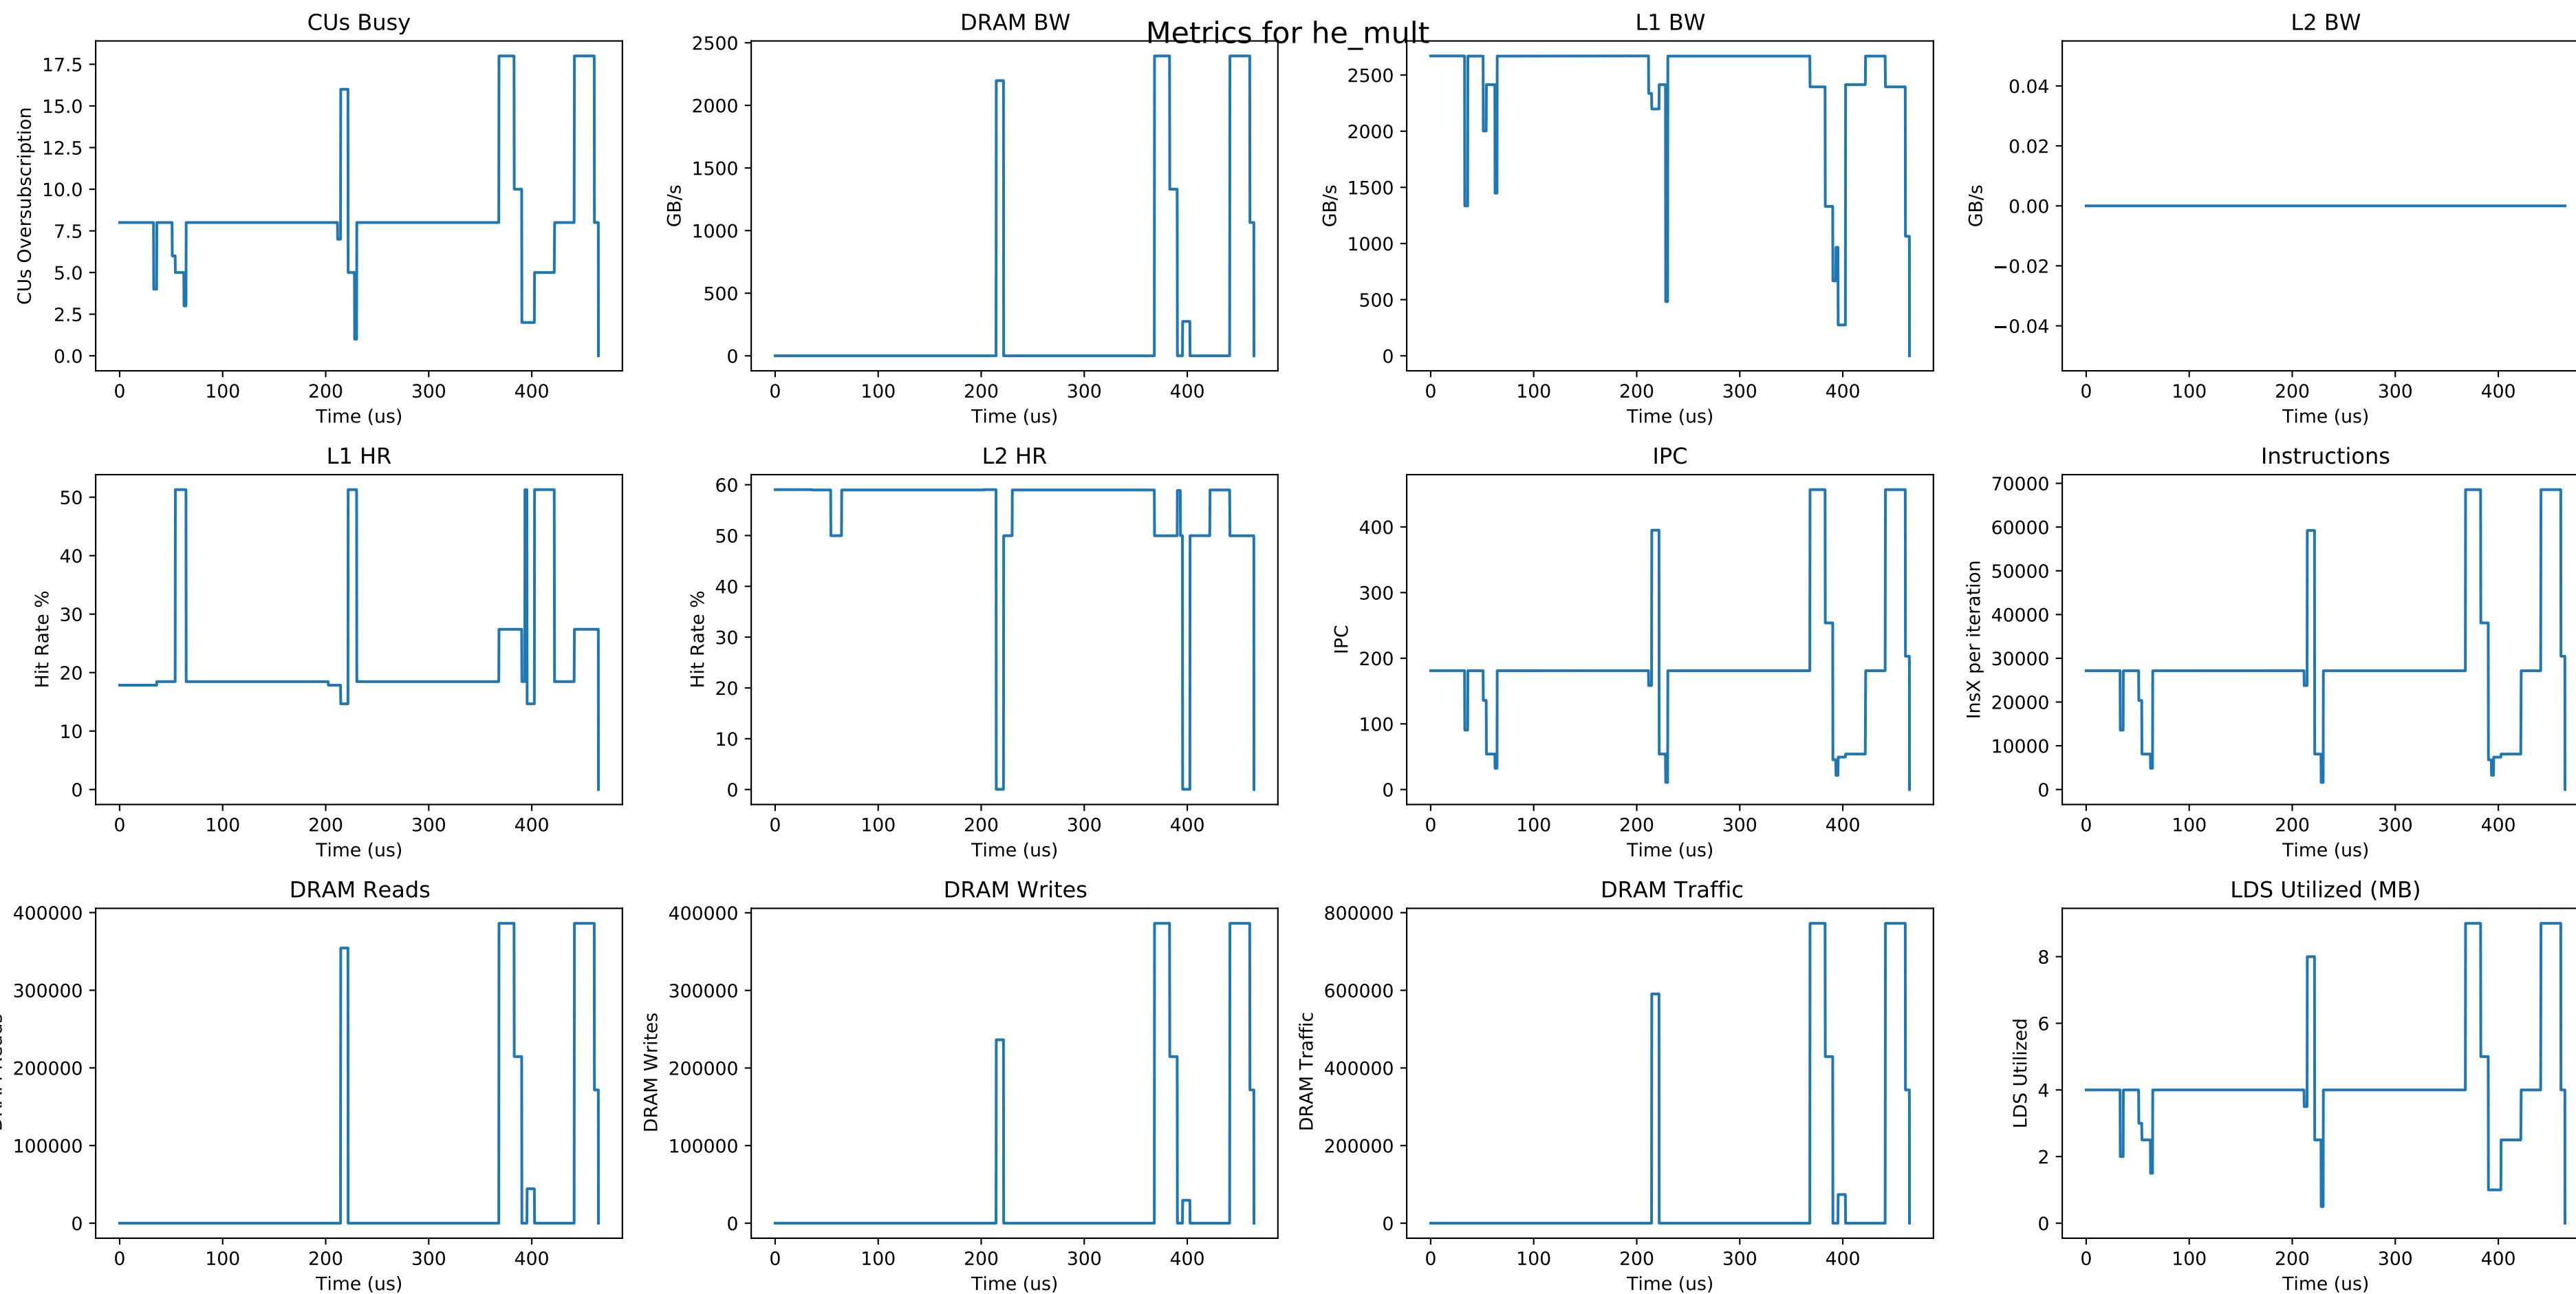 Metrics for he_mult
CUs Busy
CUs Oversubscription
17.5
15.0
12.5
10.0
7.5
5.0
2.5
0.0
0 100 200 300 400
Time (us)
DRAM BW
GB/s
2500
2000
1500
1000
500
0
0 100 200 300 400
Time (us)
L1 BW
GB/s
2500
2000
1500
1000
500
0
0 100 200 300 400
Time (us)
L2 BW
GB/s
0.04
0.02
0.00
−0.02
−0.04
0 100 200 300 400
Time (us)
L1 HR
Hit Rate %
50
40
30
20
10
0
0 100 200 300 400
Time (us)
L2 HR
Hit Rate %
60
50
40
30
20
10
0
0 100 200 300 400
Time (us)
IPC
IPC
400
300
200
100
0
0 100 200 300 400
Time (us)
Instructions
InsX per iteration
70000
60000
50000
40000
30000
20000
10000
0
0 100 200 300 400
Time (us)
DRAM Reads
400000
300000
200000
100000
0
0 100 200 300 400
Time (us)
DRAM Writes
DRAM Writes
400000
300000
200000
100000
0
0 100 200 300 400
Time (us)
DRAM Traffic
DRAM Traffic
800000
600000
400000
200000
0
0 100 200 300 400
Time (us)
LDS Utilized (MB)
LDS Utilized
8
6
4
2
0
0 100 200 300 400
Time (us)